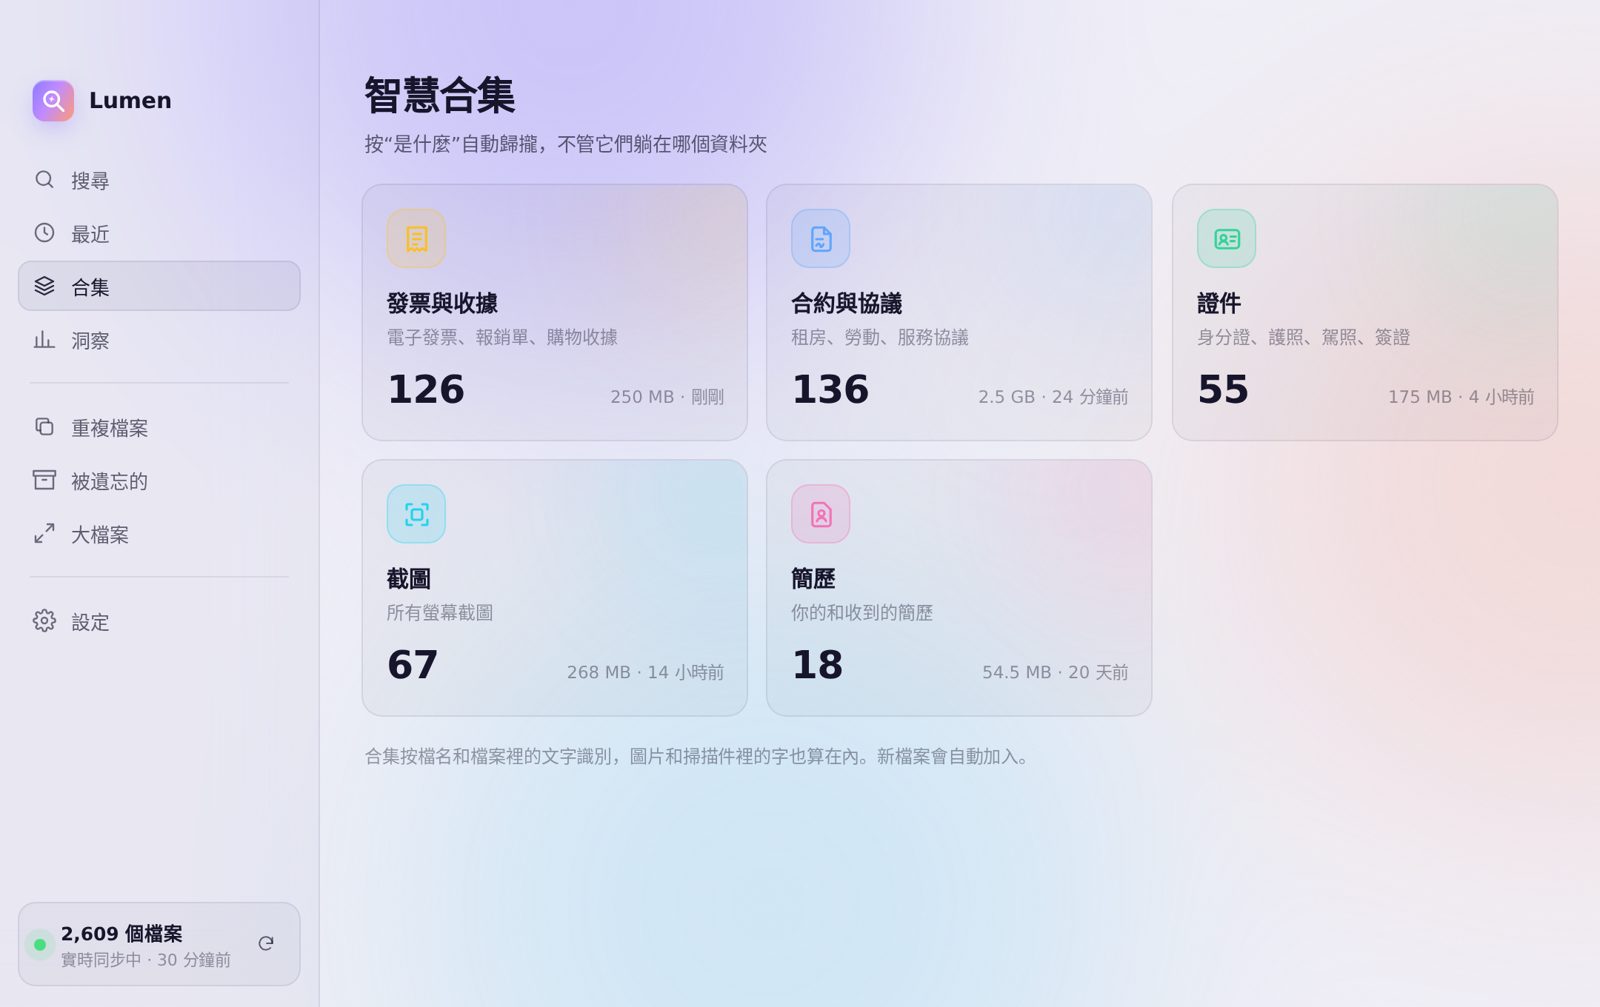 Lumen
搜尋
最近
合集
洞察
重複檔案
被遺忘的
大檔案
設定
2,609 個檔案
實時同步中 · 30 分鐘前
智慧合集
按“是什麼”自動歸攏，不管它們躺在哪個資料夾
發票與收據
電子發票、報銷單、購物收據
126
250 MB · 剛剛
合約與協議
租房、勞動、服務協議
136
2.5 GB · 24 分鐘前
證件
身分證、護照、駕照、簽證
55
175 MB · 4 小時前
截圖
所有螢幕截圖
67
268 MB · 14 小時前
簡歷
你的和收到的簡歷
18
54.5 MB · 20 天前
合集按檔名和檔案裡的文字識別，圖片和掃描件裡的字也算在內。新檔案會自動加入。